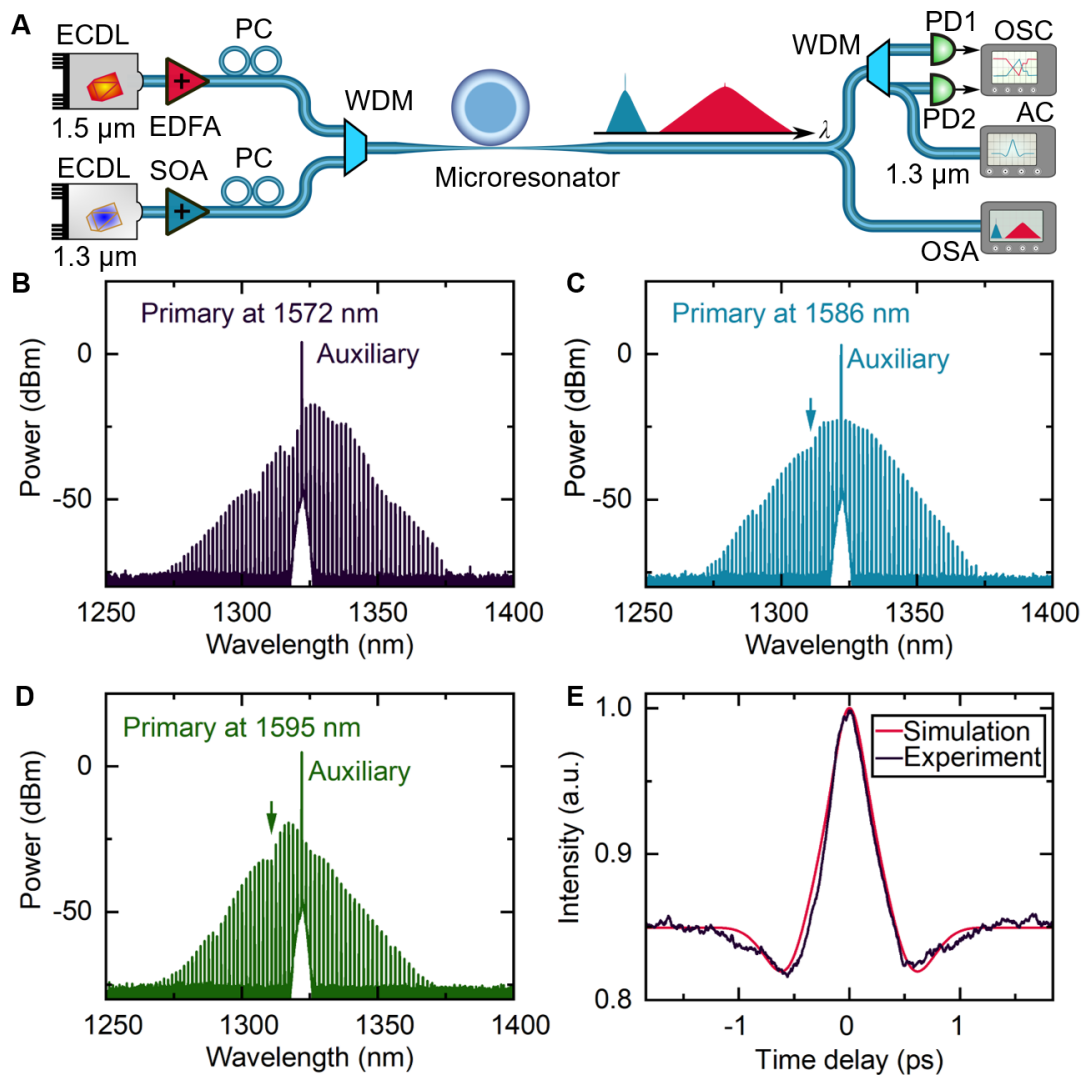 A
ECDL
PC
1.5 µm
EDFA
WDM
ECDL
SOA
PC
1.3 µm
Microresonator
λ
WDM
PD1
OSC
PD2
AC
1.3 µm
OSA
B
Primary at 1572 nm
Auxiliary
Power (dBm)
0
-50
1250
1300
1350
1400
Wavelength (nm)
C
Primary at 1586 nm
Auxiliary
Power (dBm)
0
-50
1250
1300
1350
1400
Wavelength (nm)
D
Primary at 1595 nm
Auxiliary
Power (dBm)
0
-50
1250
1300
1350
1400
Wavelength (nm)
E
Simulation
Experiment
Intensity (a.u.)
1.0
0.9
0.8
-1
0
1
Time delay (ps)